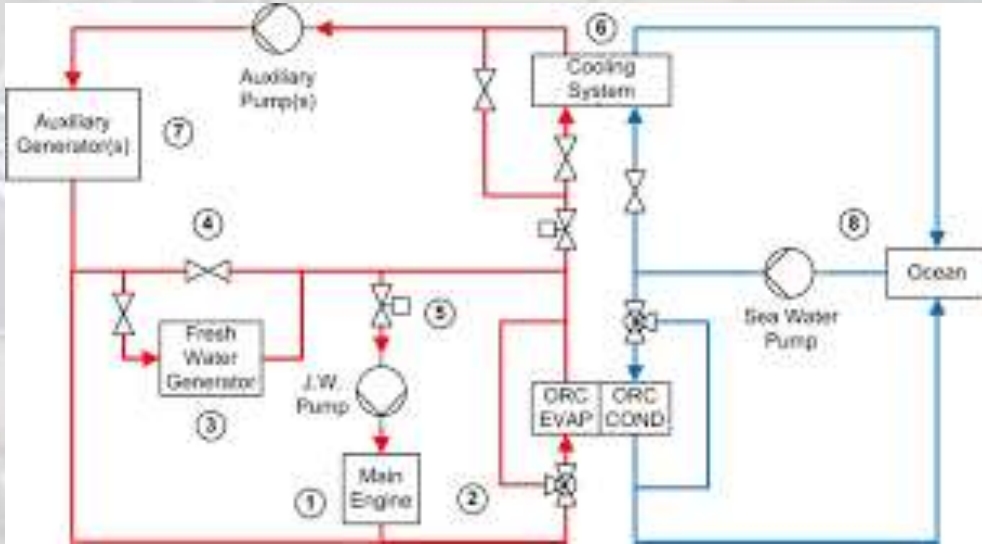 6
Cooling
System
Auxiliary
Pump(s)
Auxiliary
Generator(s)
7
4
8
Ocean
Sea Water
Pump
5
Fresh
Water
Generator
3
J.W.
Pump
ORC
EVAP
ORC
COND
Main
Engine
1
2